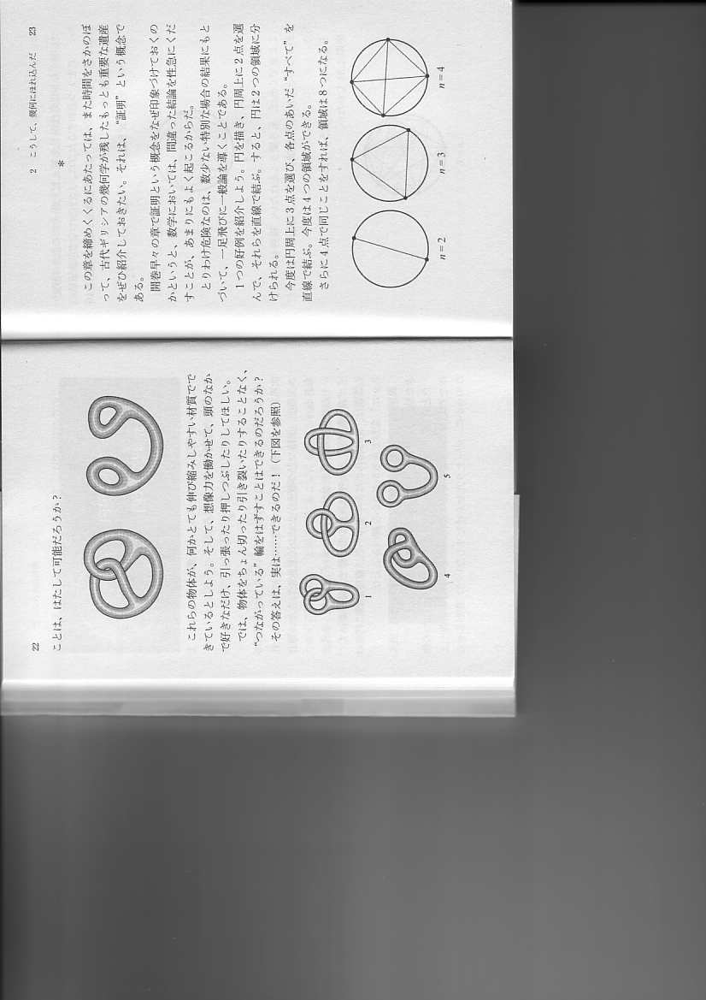 22
ことは、はたして可能だろうか？
これらの物体が、何かとても伸び縮みしやすい材質でで
きているとしよう。そして、想像力を働かせて、頭のなか
で好きなだけ、引っ張ったり押しつぶしたりしてほしい。
では、物体をちょん切ったり引き裂いたりすることなく、
“つながっている”輪をはずすことはできるのだろうか？
その答えは、実は……できるのだ！（下図を参照）
1
2
3
4
5
2 こうして、幾何にほれ込んだ 23
＊
この章を締めくくるにあたっては、また時間をさかのぼ
って、古代ギリシアの幾何学が残したもっとも重要な遺産
をぜひ紹介しておきたい。それは、“証明”という概念で
ある。
開巻早々の章で証明という概念をなぜ印象づけておくの
かというと、数学においては、間違った結論を性急にくだ
すことが、あまりにもよく起こるからだ。
とりわけ危険なのは、数少ない特別な場合の結果にもと
づいて、一足飛びに一般論を導くことである。
1つの好例を紹介しよう。円を描き、円周上に2点を選
んで、それらを直線で結ぶ。すると、円は2つの領域に分
けられる。
今度は円周上に3点を選び、各点のあいだ“すべて”を
直線で結ぶ。今度は4つの領域ができる。
さらに4点で同じことをすれば、領域は8つになる。
n＝2
n＝3
n＝4